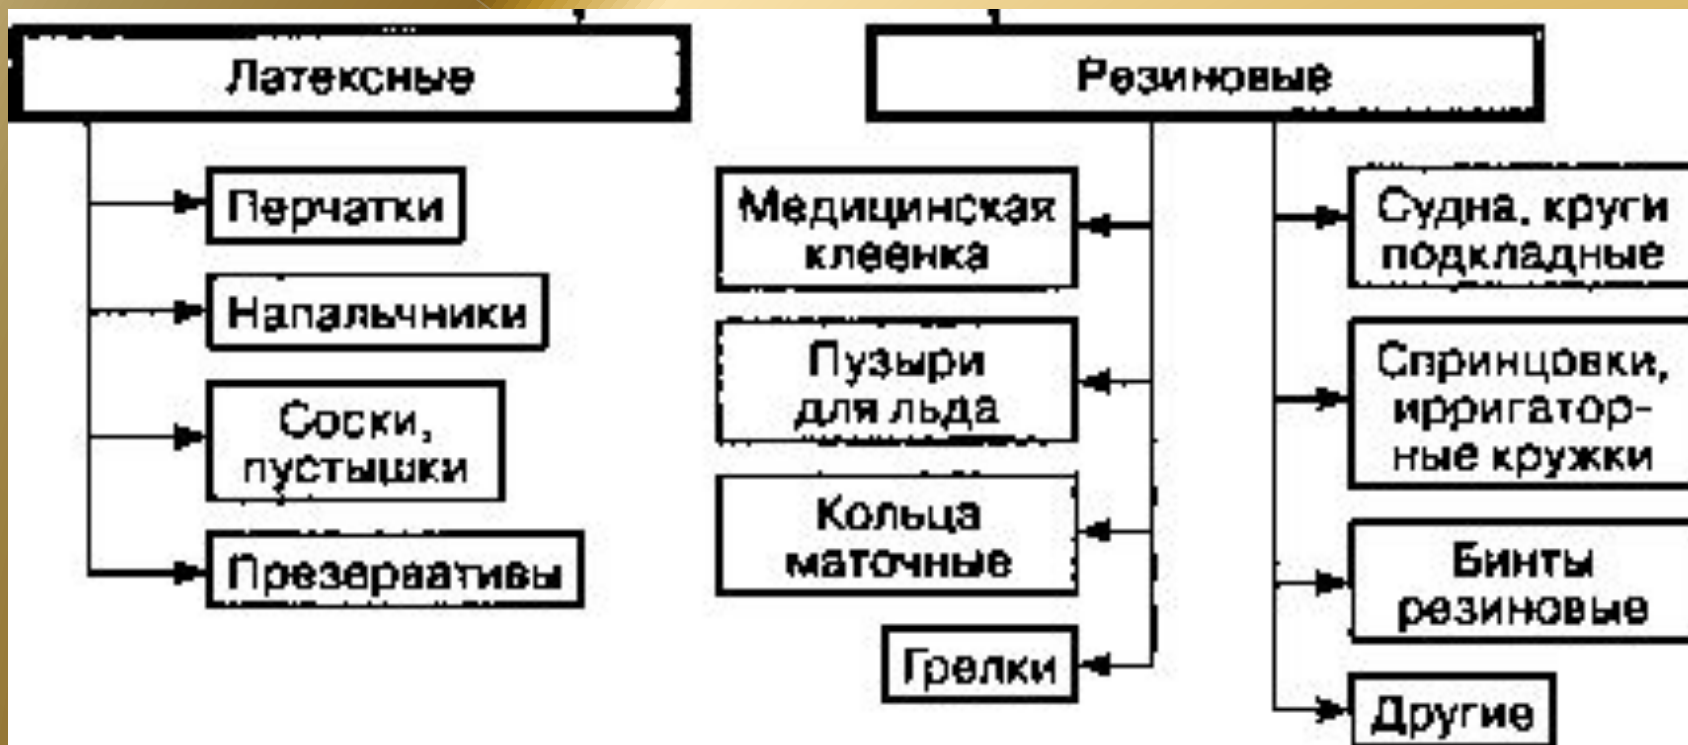 Латексные
Перчатки
Напальчники
Соски,
пустышки
Презервативы
Резиновые
Медицинская
клеенка
Пузыри
для льда
Кольца
маточные
Грелки
Судна, круги
подкладные
Спринцовки,
ирригатор-
ные кружки
Бинты
резиновые
Другие